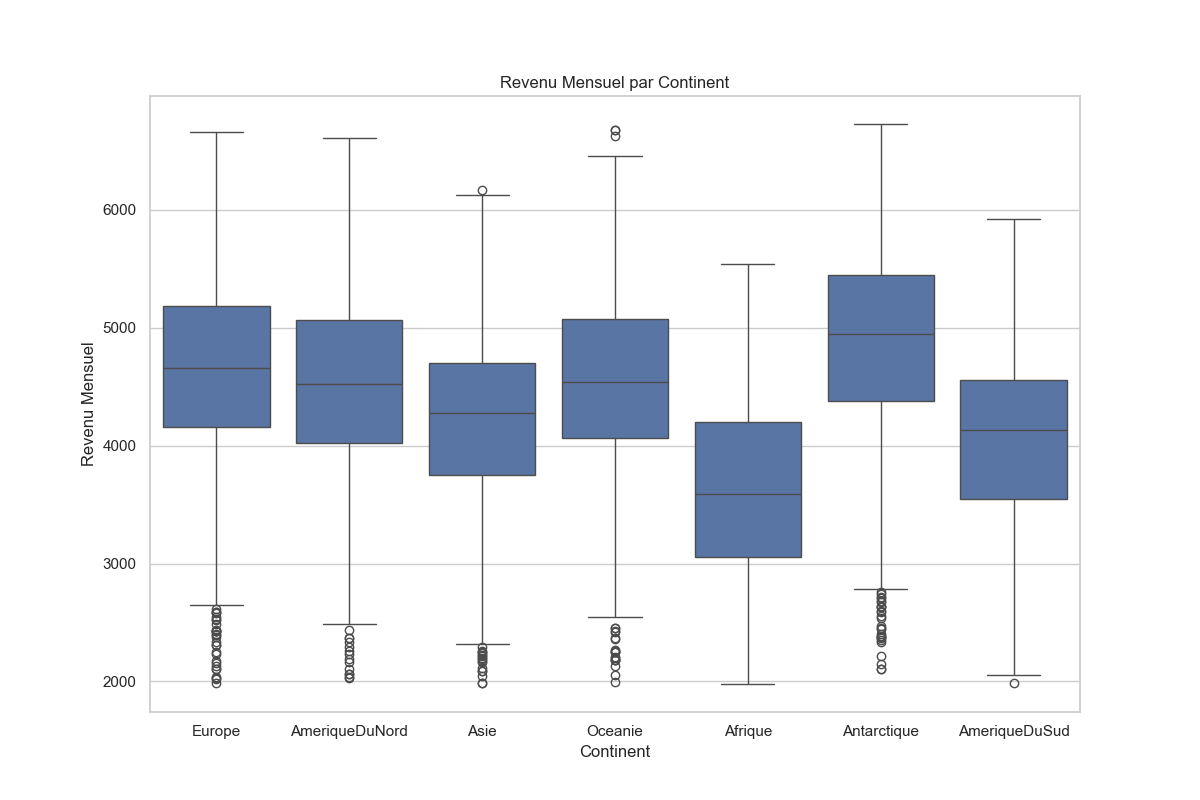 Revenu Mensuel par Continent
Revenu Mensuel
6000
5000
4000
3000
2000
Europe AmeriqueDuNord Asie Oceanie Afrique Antarctique AmeriqueDuSud
Continent